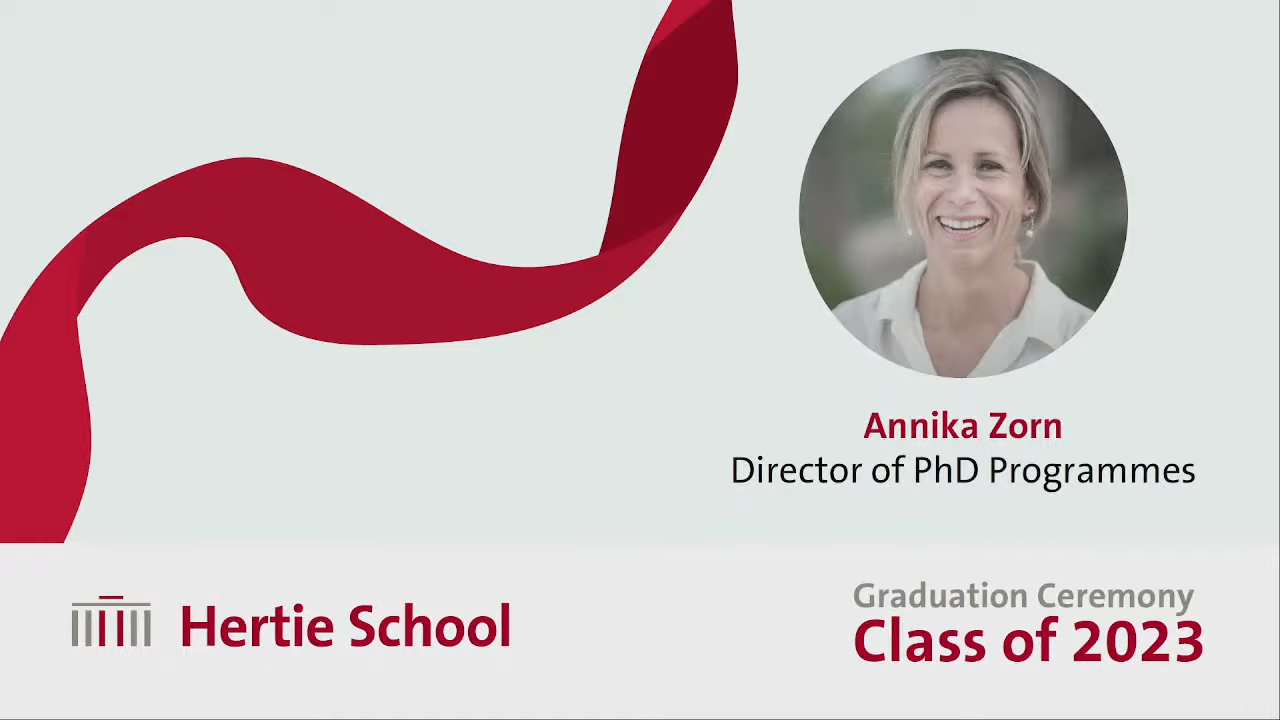 Annika Zorn
Director of PhD Programmes
Hertie School
Graduation Ceremony
Class of 2023